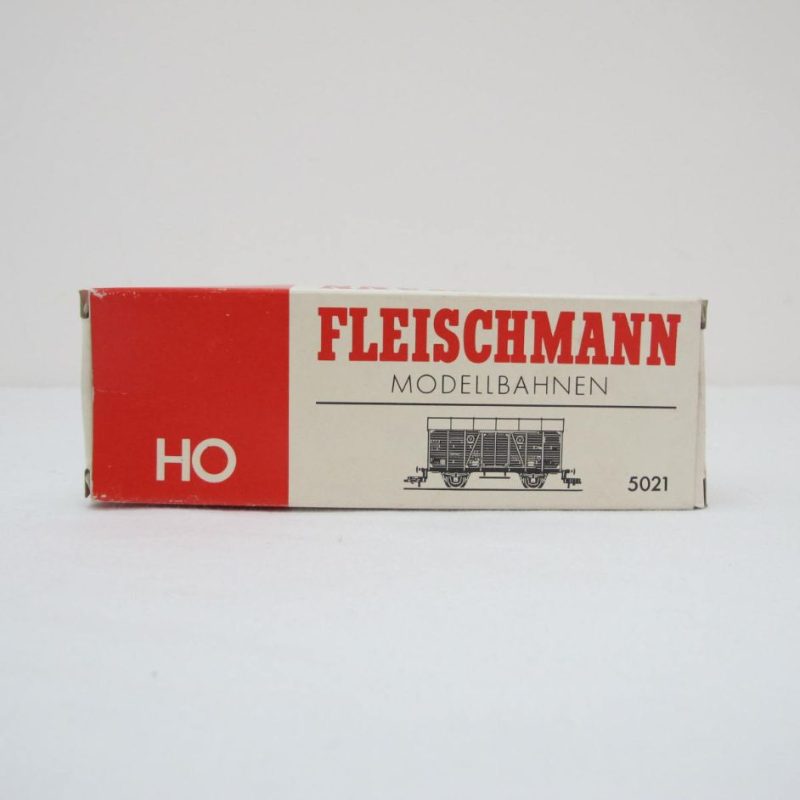 FLEISCHMANN
MODELLBAHNEN
HO
5021